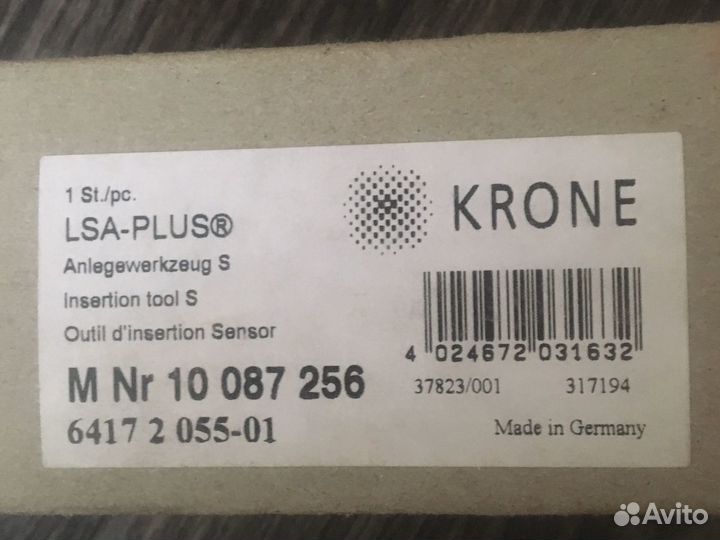 1 St./pc.
LSA-PLUS®
Anlegewerkzeug S
Insertion tool S
Outil d'insertion Sensor
M Nr 10 087 256
6417 2 055-01
KRONE
4 024672 031632
37823/001 317194
Made in Germany
Avito